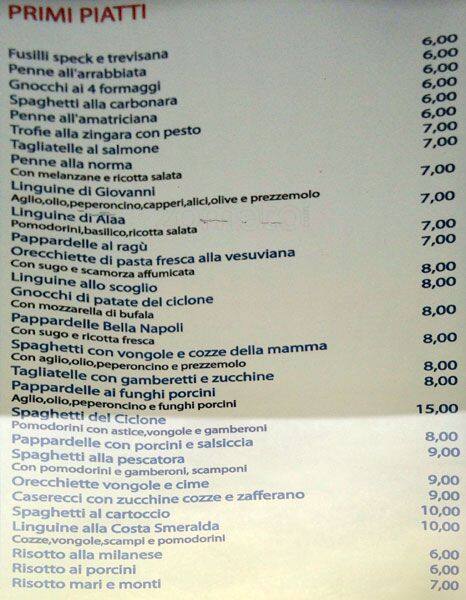 PRIMI PIATTI
Fusilli speck e trevisana 6,00
Penne all'arrabbiata 6,00
Gnocchi ai 4 formaggi 6,00
Spaghetti alla carbonara 6,00
Penne all'amatriciana 6,00
Trofie alla zingara con pesto 6,00
Tagliatelle al salmone 7,00
Penne alla norma 7,00
Con melanzane e ricotta salata
Linguine di Giovanni 7,00
Aglio,olio,peperoncino,capperi,alici,olive e prezzemolo
Linguine di Alaa 7,00
Pomodorini,basilico,ricotta salata
Pappardelle al ragù 7,00
Orecchiette di pasta fresca alla vesuviana 7,00
Con sugo e scamorza affumicata
Linguine allo scoglio 8,00
Gnocchi di patate del ciclone 8,00
Con mozzarella di bufala
Pappardelle Bella Napoli 8,00
Con sugo e ricotta fresca
Spaghetti con vongole e cozze della mamma 8,00
Con aglio,olio,peperoncino e prezzemolo
Tagliatelle con gamberetti e zucchine 8,00
Pappardelle ai funghi porcini 8,00
Aglio,olio,peperoncino e funghi porcini
Spaghetti del Ciclone 15,00
Pomodorini con astice,vongole e gamberoni
Pappardelle con porcini e salsiccia 8,00
Spaghetti alla pescatora 9,00
Con pomodorini e gamberoni, scamponi
Orecchiette vongole e cime 9,00
Caserecci con zucchine cozze e zafferano 9,00
Spaghetti al cartoccio 10,00
Linguine alla Costa Smeralda 10,00
Cozze,vongole,scampi e pomodorini
Risotto alla milanese 6,00
Risotto ai porcini 6,00
Risotto mari e monti 7,00